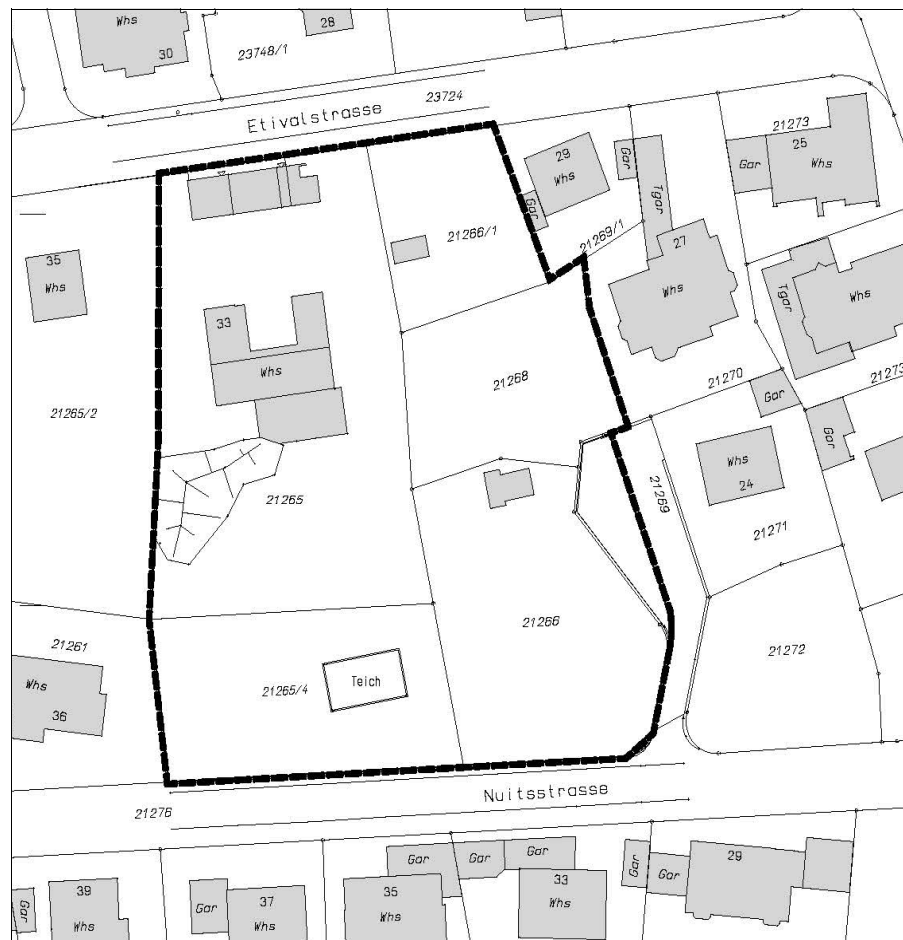 Whs
30
28
23748/1
Etivalstrasse
23724
21273
25
Whs
Gar
29
Whs
Gar
Gar
Tgar
21266/1
21269/1
27
Whs
Tgar
Whs
35
Whs
33
Whs
21265/2
21268
21270
21273
Gar
Gar
Whs
24
21269
21265
21271
21266
21272
21261
Whs
36
21265/4
Teich
21276
Nuitsstrasse
Gar
Gar
Gar
Gar
Gar
29
39
Whs
Gar
Gar
37
Whs
35
Whs
33
Whs